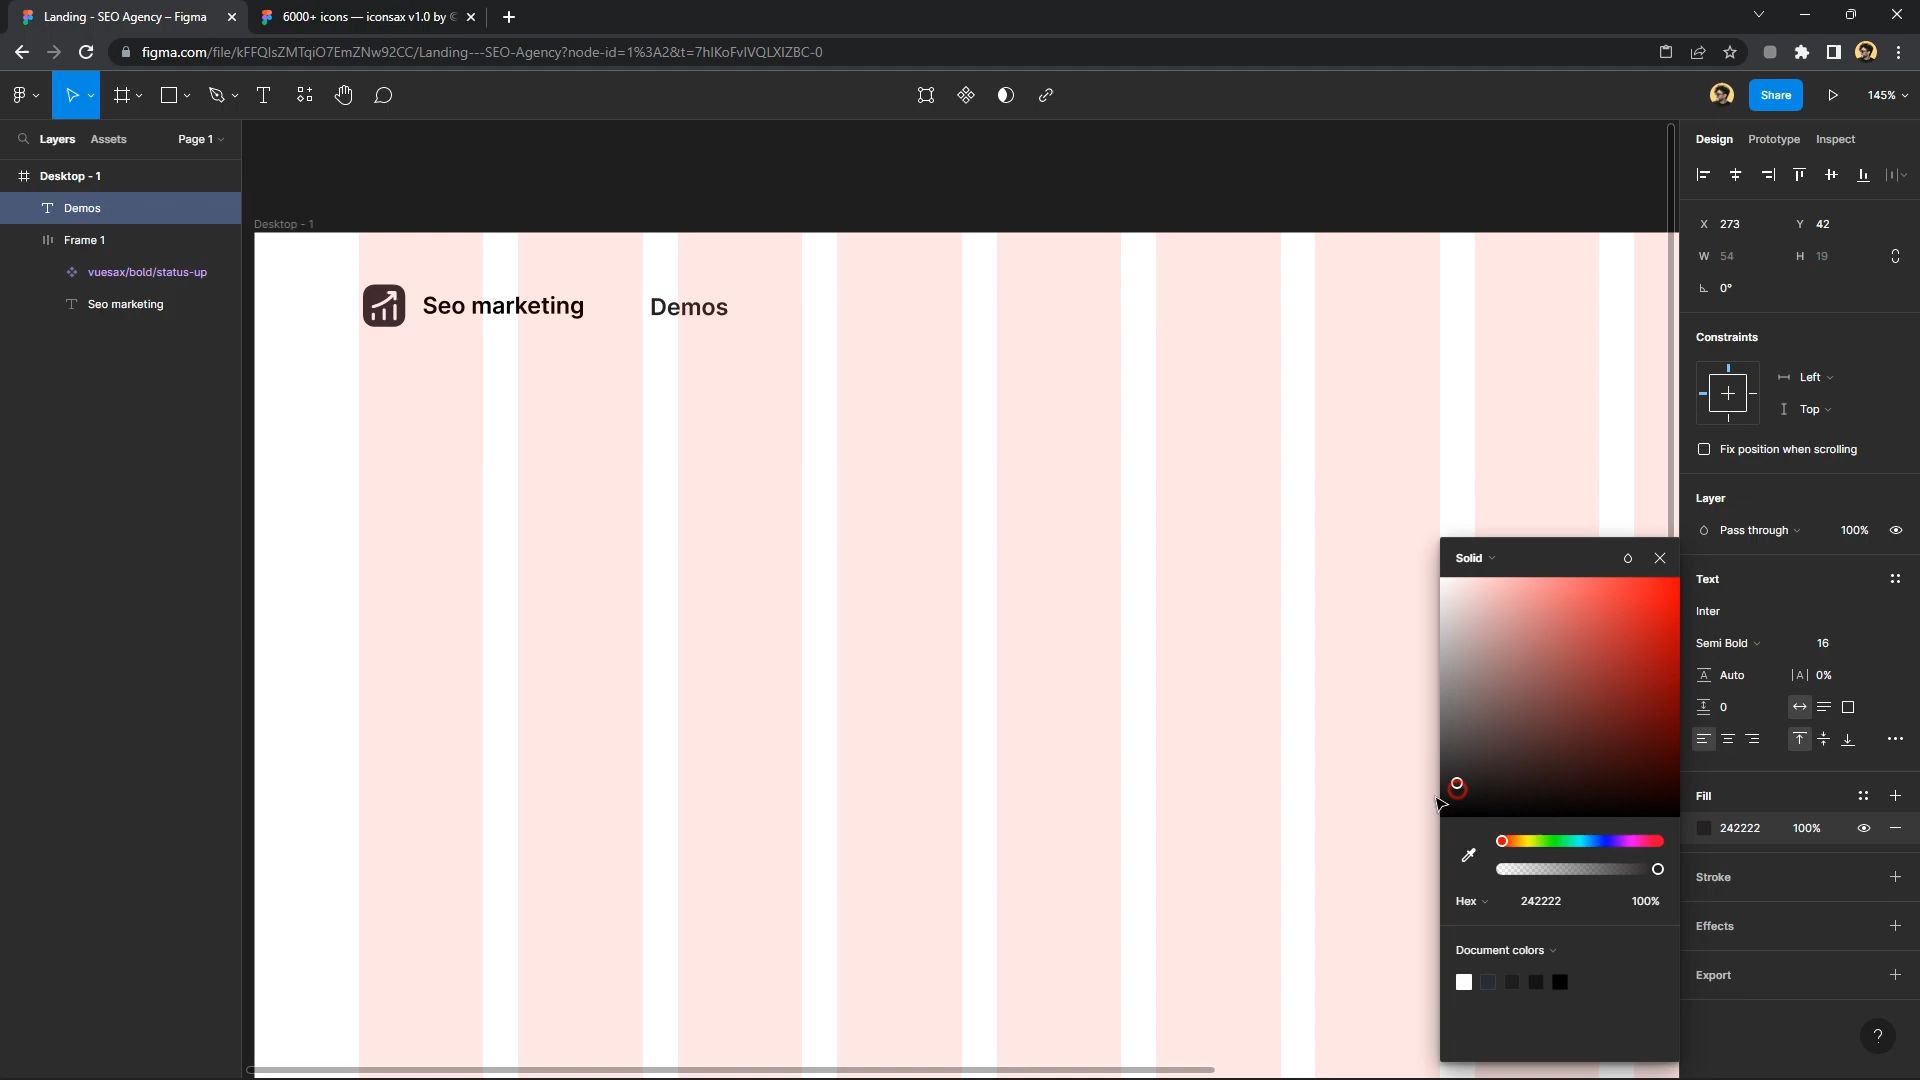 Landing - SEO Agency – Figma
6000+ icons — iconsax v1.0 by
figma.com/file/kFFQIsZMTqiO7EmZNw92CC/Landing---SEO-Agency?node-id=1%3A2&t=7hIKoFvIVQLXIZBC-0
Share
145%
Layers Assets Page 1
Desktop - 1
Demos
Frame 1
vuesax/bold/status-up
Seo marketing
Desktop - 1
Seo marketing
Demos
Design Prototype Inspect
X 273 Y 42
W 54 H 19
0°
Constraints
Left
Top
Fix position when scrolling
Layer
Pass through 100%
Text
Inter
Semi Bold 16
A Auto |A| 0%
0
Fill
242222 100%
Stroke
Effects
Export
Solid
Hex 242222 100%
Document colors
?